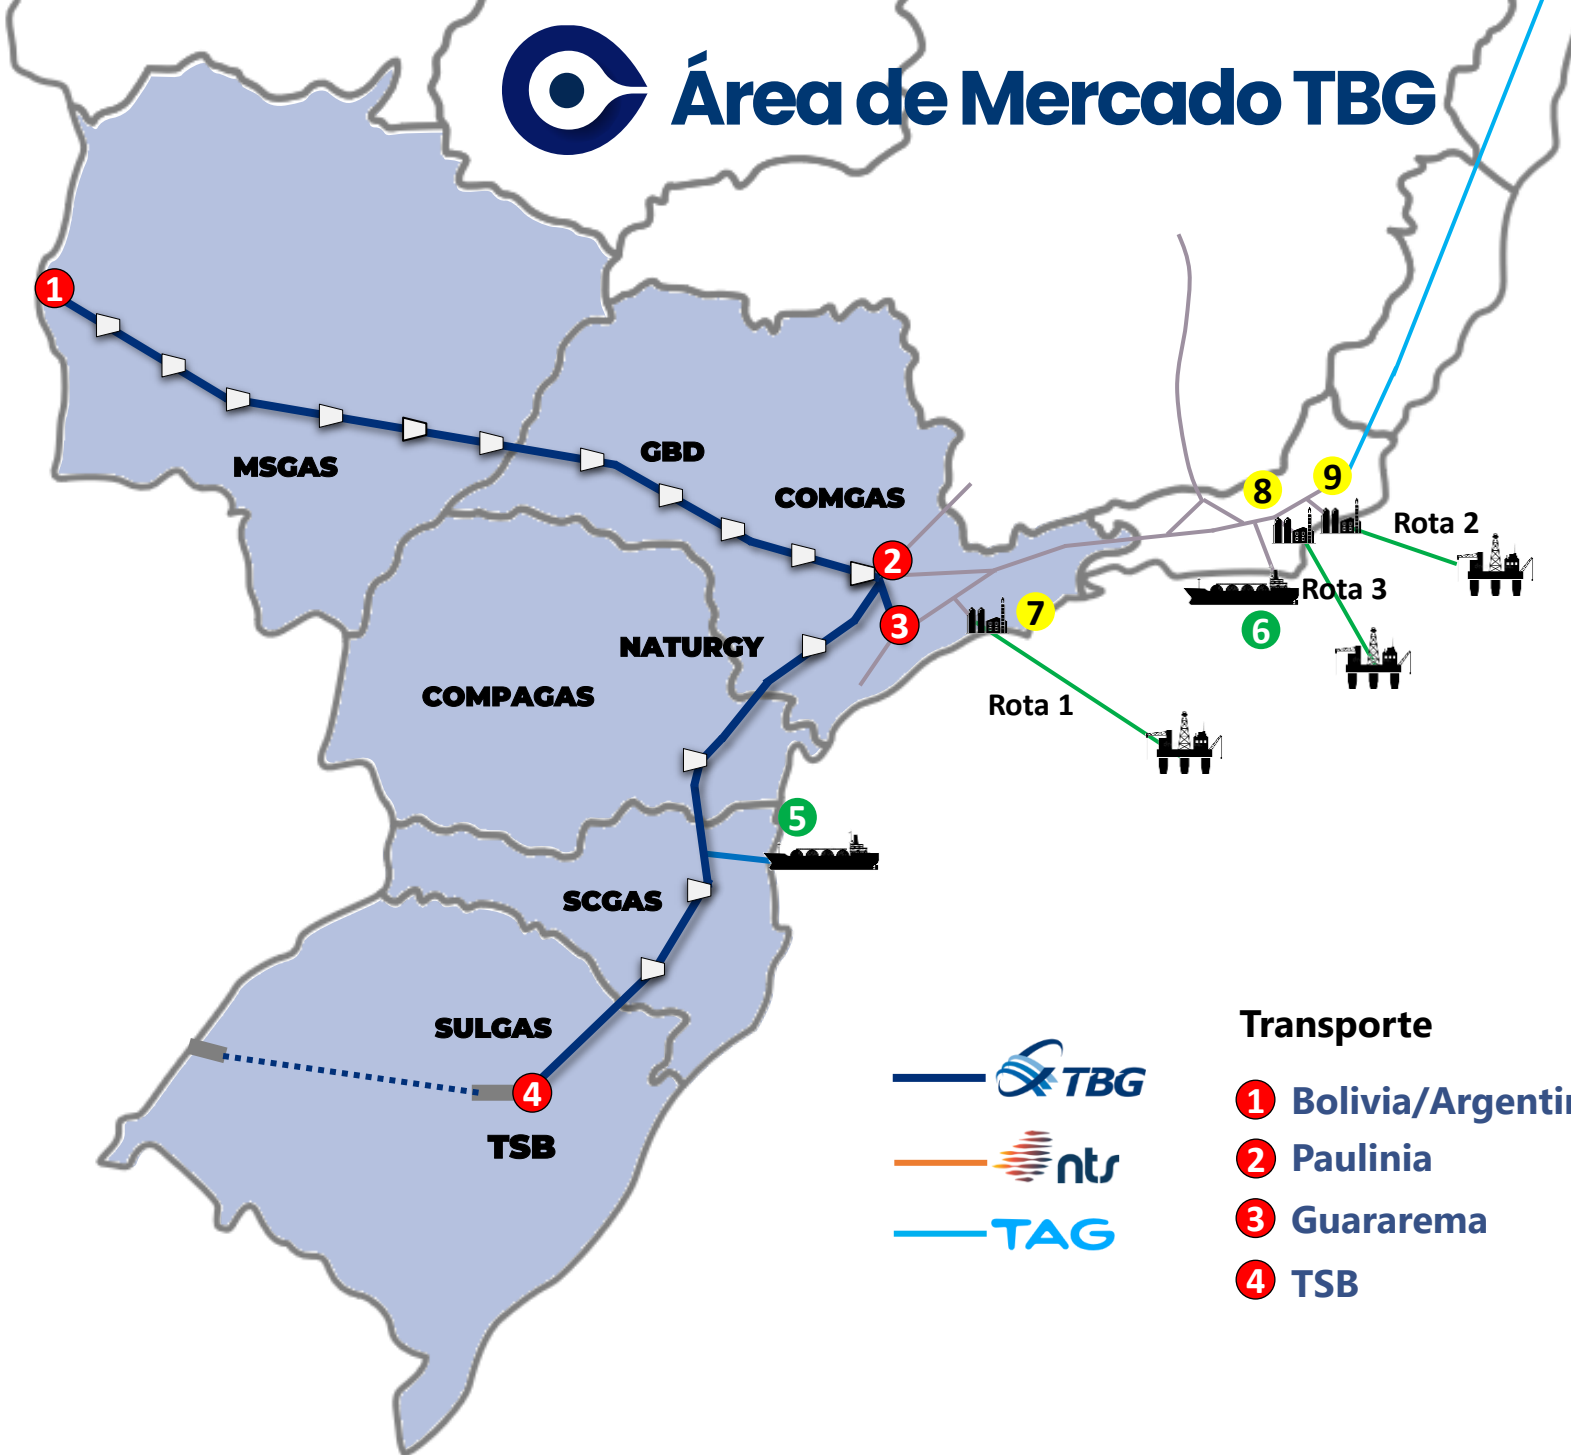 Área de Mercado TBG
1
MSGAS
GBD
COMGAS
2
3
NATURGY
COMPAGAS
7
8
9
Rota 2
Rota 3
6
Rota 1
5
SCGAS
SULGAS
4
TSB
TBG
nts
TAG
Transporte
1 Bolivia/Argentin
2 Paulinia
3 Guararema
4 TSB